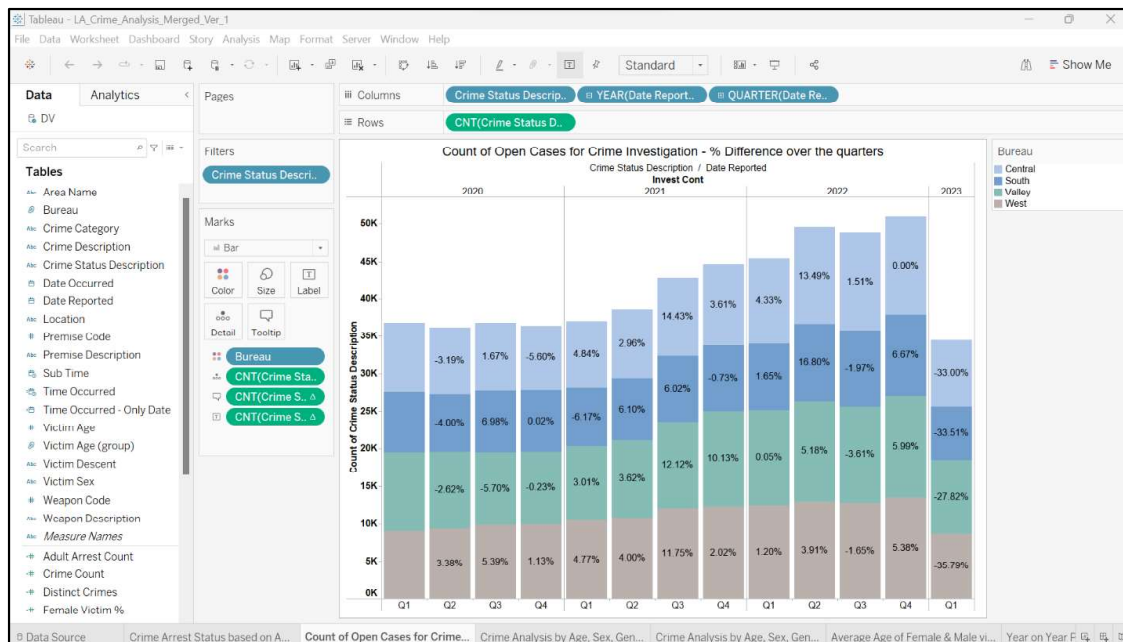 Tableau - LA_Crime_Analysis_Merged_Ver_1
File Data Worksheet Dashboard Story Analysis Map Format Server Window Help
Standard
Show Me
Data Analytics
DV
Search
Tables
Abc Area Name
Bureau
Abc Crime Category
Abc Crime Description
Abc Crime Status Description
Date Occurred
Date Reported
Abc Location
# Premise Code
Abc Premise Description
Sub Time
Time Occurred
Time Occurred - Only Date
# Victim Age
Victim Age (group)
Abc Victim Descent
Abc Victim Sex
# Weapon Code
Abc Weapon Description
Abc Measure Names
# Adult Arrest Count
# Crime Count
# Distinct Crimes
# Female Victim %
Pages
Filters
Crime Status Descri..
Marks
Bar
Color Size Label
Detail Tooltip
Bureau
CNT(Crime Sta..
CNT(Crime S.. Δ
CNT(Crime S.. Δ
Columns Crime Status Descrip.. YEAR(Date Report.. QUARTER(Date Re..
Rows CNT(Crime Status D..
Count of Open Cases for Crime Investigation - % Difference over the quarters
Crime Status Description / Date Reported
Invest Cont
2020 2021 2022 2023
Count of Crime Status Description
50K
45K
40K
35K
30K
25K
20K
15K
10K
5K
0K
-3.19% 1.67% -5.60% 4.84% 2.96% 14.43% 3.61% 4.33% 13.49% 1.51% 0.00% -33.00%
-4.00% 6.98% 0.02% -6.17% 6.10% 6.02% -0.73% 1.65% 16.80% -1.97% 6.67% -33.51%
-2.62% -5.70% -0.23% 3.01% 3.62% 12.12% 10.13% 0.05% 5.18% -3.61% 5.99% -27.82%
3.38% 5.39% 1.13% 4.77% 4.00% 11.75% 2.02% 1.20% 3.91% -1.65% 5.38% -35.79%
Q1 Q2 Q3 Q4 Q1 Q2 Q3 Q4 Q1 Q2 Q3 Q4 Q1
Bureau
Central
South
Valley
West
Data Source Crime Arrest Status based on A... Count of Open Cases for Crime... Crime Analysis by Age, Sex, Gen... Crime Analysis by Age, Sex, Gen... Average Age of Female & Male vi... Year on Year F